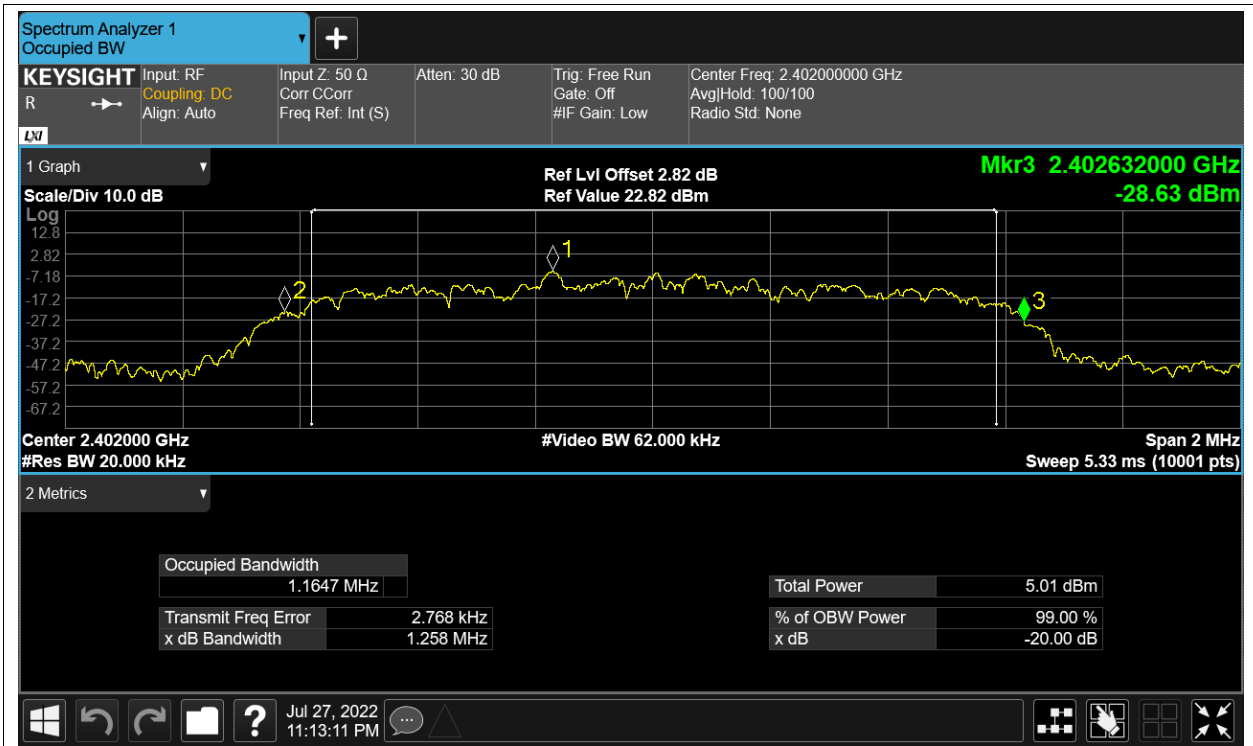 Spectrum Analyzer 1
Occupied BW
KEYSIGHT
R
LXI
Input: RF
Coupling: DC
Align: Auto
Input Z: 50 Ω
Corr CCorr
Freq Ref: Int (S)
Atten: 30 dB
Trig: Free Run
Gate: Off
#IF Gain: Low
Center Freq: 2.402000000 GHz
Avg|Hold: 100/100
Radio Std: None
1 Graph
Scale/Div 10.0 dB
Ref Lvl Offset 2.82 dB
Ref Value 22.82 dBm
Mkr3 2.402632000 GHz
-28.63 dBm
Log
12.8
2.82
-7.18
-17.2
-27.2
-37.2
-47.2
-57.2
-67.2
1
2
3
Center 2.402000 GHz
#Video BW 62.000 kHz
Span 2 MHz
#Res BW 20.000 kHz
Sweep 5.33 ms (10001 pts)
2 Metrics
Occupied Bandwidth
1.1647 MHz
Total Power 5.01 dBm
Transmit Freq Error 2.768 kHz
% of OBW Power 99.00 %
x dB Bandwidth 1.258 MHz
x dB -20.00 dB
?
Jul 27, 2022
11:13:11 PM